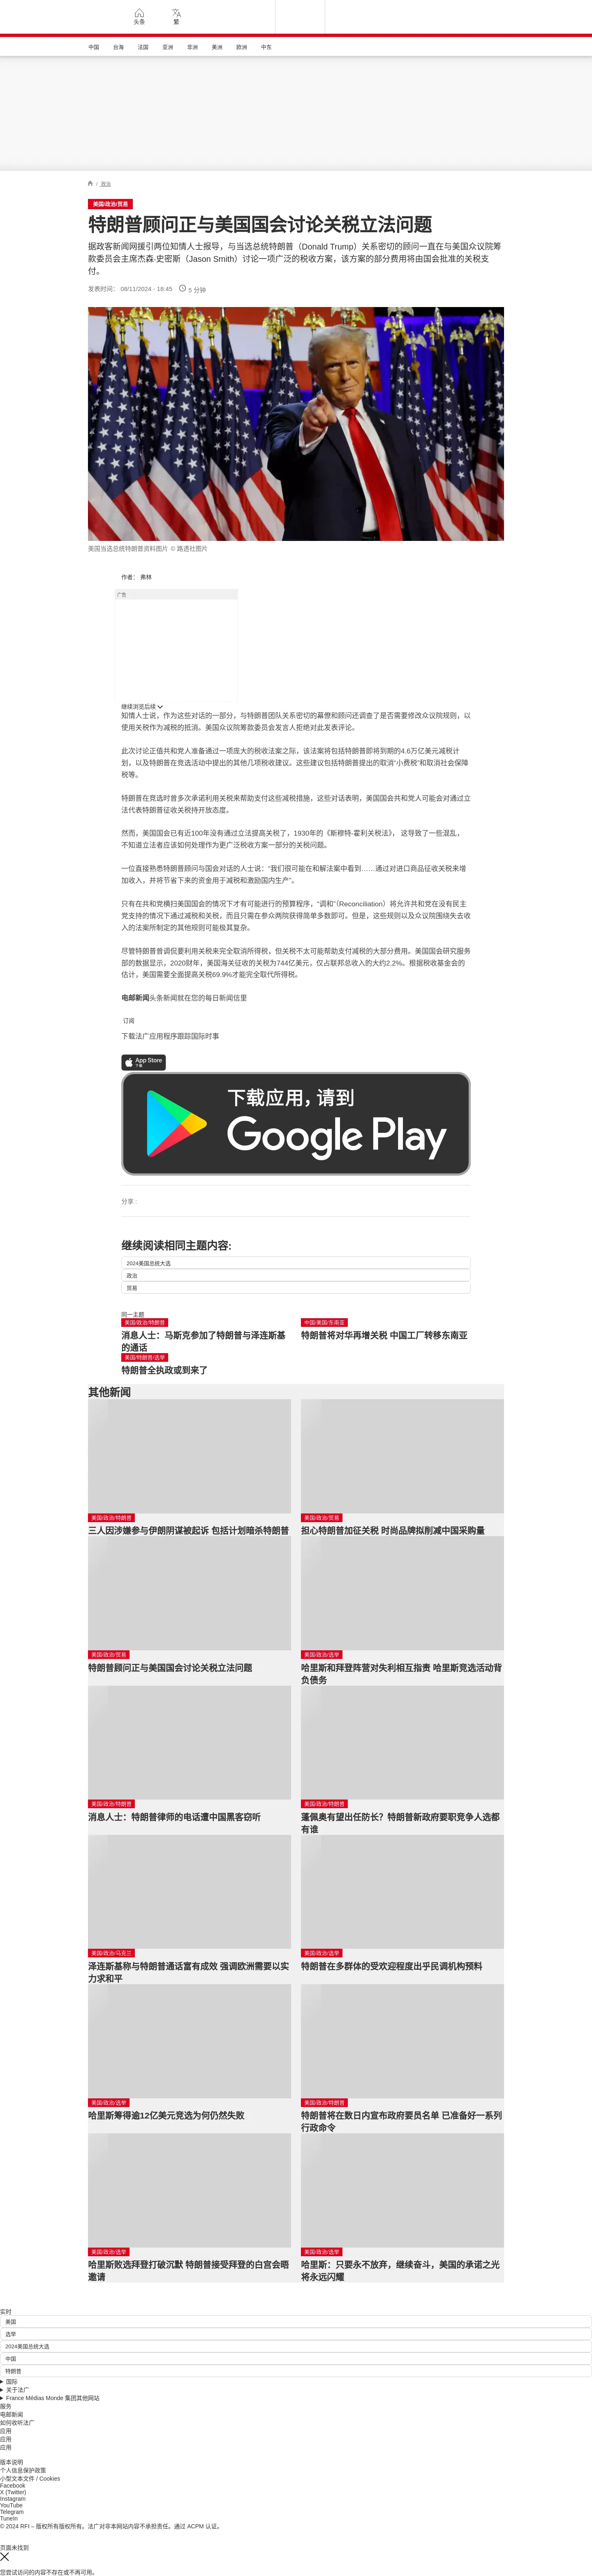 头条
繁
中国 台海 法国 亚洲 非洲 美洲 欧洲 中东
/ 政治
美国/政治/贸易
特朗普顾问正与美国国会讨论关税立法问题
据政客新闻网援引两位知情人士报导，与当选总统特朗普（Donald Trump）关系密切的顾问一直在与美国众议院筹
款委员会主席杰森·史密斯（Jason Smith）讨论一项广泛的税收方案，该方案的部分费用将由国会批准的关税支
付。
发表时间： 08/11/2024 - 18:45 5 分钟
美国当选总统特朗普资料图片 © 路透社图片
作者： 弗林
广告
继续浏览后续
知情人士说，作为这些对话的一部分，与特朗普团队关系密切的幕僚和顾问还调查了是否需要修改众议院规则，以
使用关税作为减税的抵消。美国众议院筹款委员会发言人拒绝对此发表评论。
此次讨论正值共和党人准备通过一项庞大的税收法案之际，该法案将包括特朗普即将到期的4.6万亿美元减税计
划，以及特朗普在竞选活动中提出的其他几项税收建议。这些建议包括特朗普提出的取消“小费税”和取消社会保障
税等。
特朗普在竞选时曾多次承诺利用关税来帮助支付这些减税措施，这些对话表明，美国国会共和党人可能会对通过立
法代表特朗普征收关税持开放态度。
然而，美国国会已有近100年没有通过立法提高关税了，1930年的《斯穆特-霍利关税法》， 这导致了一些混乱，
不知道立法者应该如何处理作为更广泛税收方案一部分的关税问题。
一位直接熟悉特朗普顾问与国会对话的人士说：“我们很可能在和解法案中看到……通过对进口商品征收关税来增
加收入，并将节省下来的资金用于减税和激励国内生产”。
只有在共和党横扫美国国会的情况下才有可能进行的预算程序，“调和”（Reconciliation）将允许共和党在没有民主
党支持的情况下通过减税和关税，而且只需在参众两院获得简单多数即可。但是，这些规则以及众议院围绕失去收
入的法案所制定的其他规则可能极其复杂。
尽管特朗普曾调侃要利用关税来完全取消所得税，但关税不太可能帮助支付减税的大部分费用。美国国会研究服务
部的数据显示，2020财年，美国海关征收的关税为744亿美元，仅占联邦总收入的大约2.2%。根据税收基金会的
估计，美国需要全面提高关税69.9%才能完全取代所得税。
电邮新闻头条新闻就在您的每日新闻信里
订阅
下载法广应用程序跟踪国际时事
App Store
下载
下载应用，请到
Google Play
分享 :
继续阅读相同主题内容:
2024美国总统大选
政治
贸易
同一主题
美国/政治/特朗普
消息人士：马斯克参加了特朗普与泽连斯基
的通话
中国/美国/东南亚
特朗普将对华再增关税 中国工厂转移东南亚
美国/特朗普/选举
特朗普全执政或到来了
其他新闻
美国/政治/特朗普
三人因涉嫌参与伊朗阴谋被起诉 包括计划暗杀特朗普
美国/政治/贸易
担心特朗普加征关税 时尚品牌拟削减中国采购量
美国/政治/贸易
特朗普顾问正与美国国会讨论关税立法问题
美国/政治/选举
哈里斯和拜登阵营对失利相互指责 哈里斯竞选活动背
负债务
美国/政治/特朗普
消息人士：特朗普律师的电话遭中国黑客窃听
美国/政治/特朗普
蓬佩奥有望出任防长？特朗普新政府要职竞争人选都
有谁
美国/政治/乌克兰
泽连斯基称与特朗普通话富有成效 强调欧洲需要以实
力求和平
美国/政治/选举
特朗普在多群体的受欢迎程度出乎民调机构预料
美国/政治/选举
哈里斯筹得逾12亿美元竞选为何仍然失败
美国/政治/特朗普
特朗普将在数日内宣布政府要员名单 已准备好一系列
行政命令
美国/政治/选举
哈里斯败选拜登打破沉默 特朗普接受拜登的白宫会晤
邀请
美国/政治/选举
哈里斯：只要永不放弃，继续奋斗，美国的承诺之光
将永远闪耀
实时
美国
选举
2024美国总统大选
中国
特朗普
国际
关于法广
France Médias Monde 集团其他网站
服务
电邮新闻
如何收听法广
应用
应用
应用
版本说明
个人信息保护政策
小型文本文件 / Cookies
Facebook
X (Twitter)
Instagram
YouTube
Telegram
TuneIn
© 2024 RFI – 版权所有版权所有。法广对非本网站内容不承担责任。通过 ACPM 认证。
页面未找到
您尝试访问的内容不存在或不再可用。